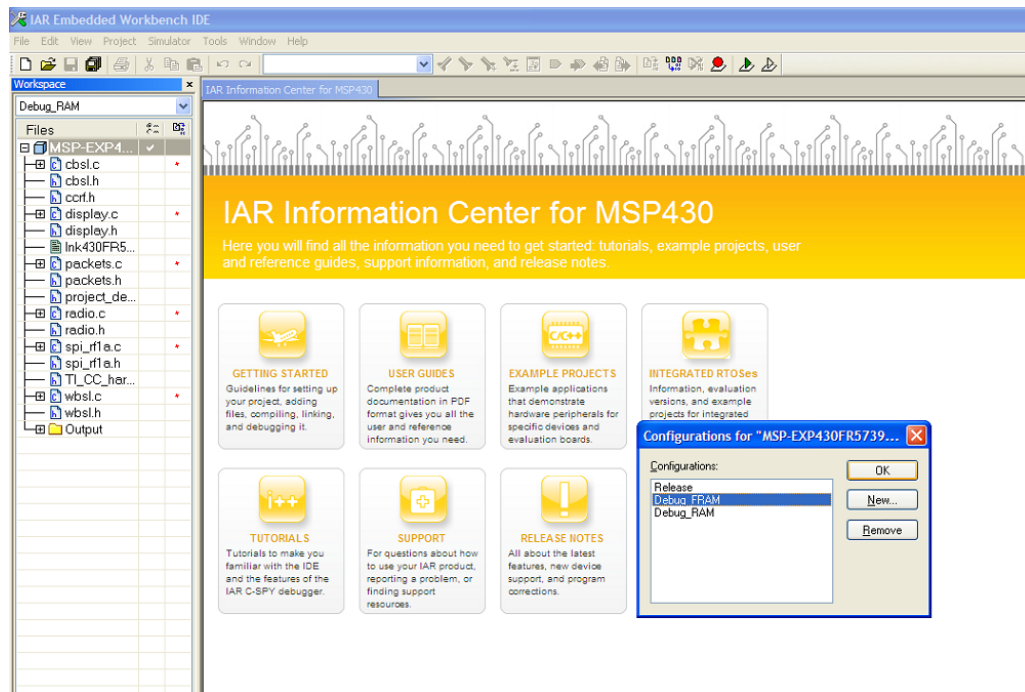 IAR Embedded Workbench IDE
File Edit View Project Simulator Tools Window Help
Workspace
IAR Information Center for MSP430
Debug_RAM
Files
MSP-EXP4...
cbsl.c
cbsl.h
ccrf.h
display.c
display.h
lnk430FR5...
packets.c
packets.h
project_de...
radio.c
radio.h
spi_rf1a.c
spi_rf1a.h
TI_CC_har...
wbsl.c
wbsl.h
Output
IAR Information Center for MSP430
Here you will find all the information you need to get started: tutorials, example projects, user
and reference guides, support information, and release notes.
GETTING STARTED
Guidelines for setting up
your project, adding
files, compiling, linking,
and debugging it.
USER GUIDES
Complete product
documentation in PDF
format gives you all the
user and reference
information you need.
C/C++
EXAMPLE PROJECTS
Example applications
that demonstrate
hardware peripherals for
specific devices and
evaluation boards.
INTEGRATED RTOSes
Information, evaluation
versions, and example
projects for integrated
i++
TUTORIALS
Tutorials to make you
familiar with the IDE
and the features of the
IAR C-SPY debugger.
SUPPORT
For questions about how
to use your IAR product,
reporting a problem, or
finding support
resources.
RELEASE NOTES
All about the latest
features, new device
support, and program
corrections.
Configurations for "MSP-EXP430FR5739...
Configurations:
Release
Debug_FRAM
Debug_RAM
OK
New...
Remove